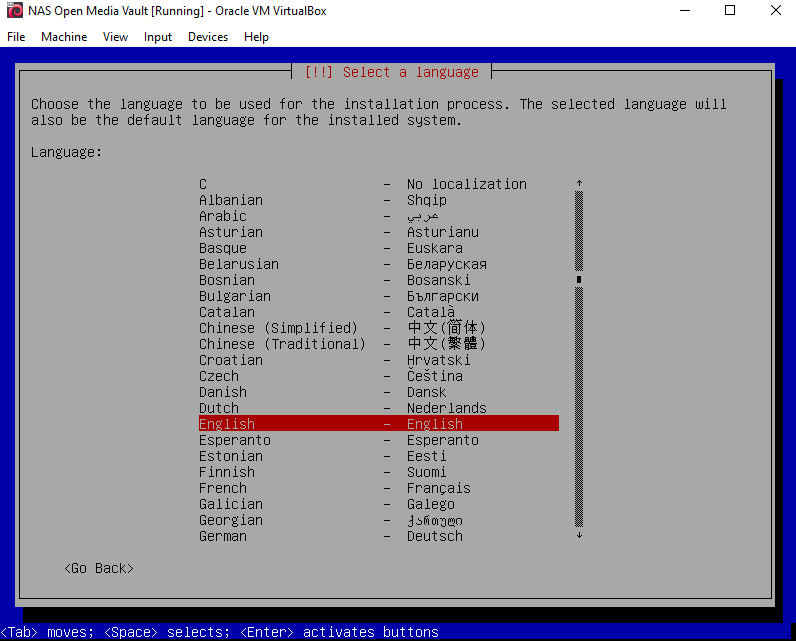 NAS Open Media Vault [Running] - Oracle VM VirtualBox
File Machine View Input Devices Help
[!!] Select a language
Choose the language to be used for the installation process. The selected language will
also be the default language for the installed system.
Language:
C - No localization
Albanian - Shqip
Arabic - عربي
Asturian - Asturianu
Basque - Euskara
Belarusian - Беларуская
Bosnian - Bosanski
Bulgarian - Български
Catalan - Català
Chinese (Simplified) - 中文(简体)
Chinese (Traditional) - 中文(繁體)
Croatian - Hrvatski
Czech - Čeština
Danish - Dansk
Dutch - Nederlands
English - English
Esperanto - Esperanto
Estonian - Eesti
Finnish - Suomi
French - Français
Galician - Galego
Georgian - ქართული
German - Deutsch
<Go Back>
<Tab> moves; <Space> selects; <Enter> activates buttons